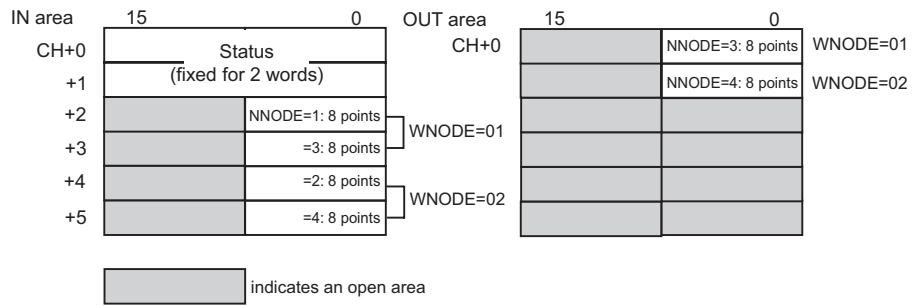 IN area 15 0 OUT area 15 0
CH+0 Status CH+0 NNODE=3: 8 points WNODE=01
(fixed for 2 words)
+1 NNODE=4: 8 points WNODE=02
+2 NNODE=1: 8 points
WNODE=01
+3 =3: 8 points
+4 =2: 8 points
WNODE=02
+5 =4: 8 points
indicates an open area